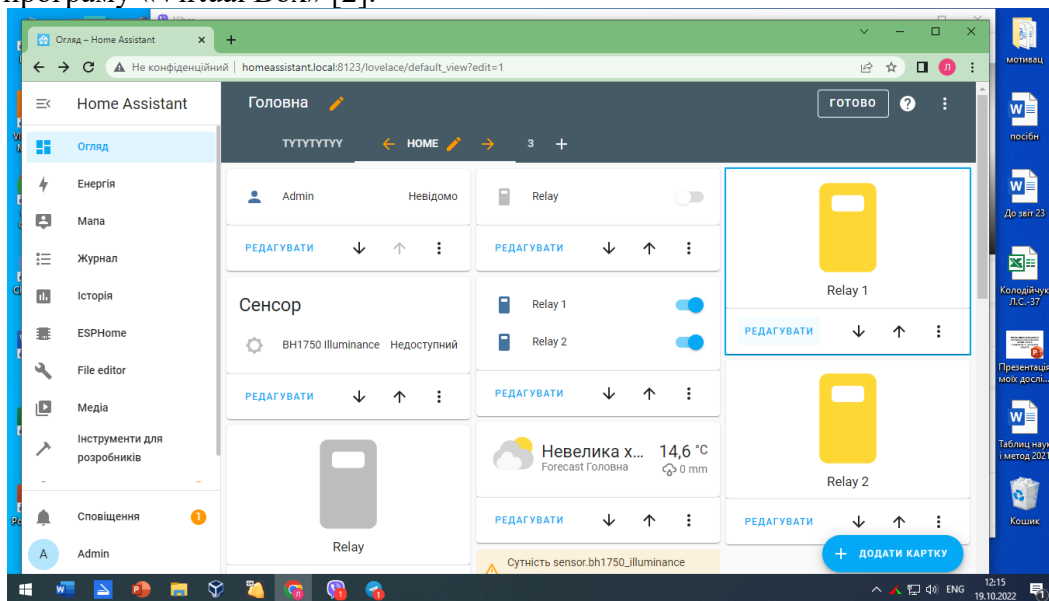 програму «Virtual Box» [2].
Огляд – Home Assistant
Не конфіденційний | homeassistant.local:8123/lovelace/default_view?edit=1
Л
Home Assistant
Огляд
Енергія
Мапа
Журнал
Історія
ESPHome
File editor
Медіа
Інструменти для
розробників
Сповіщення 1
A Admin
Головна
ГОТОВО
TYTYTYTYY HOME 3
Admin Невідомо
РЕДАГУВАТИ
Сенсор
BH1750 Illuminance Недоступний
РЕДАГУВАТИ
Relay
Relay
РЕДАГУВАТИ
Relay 1
Relay 2
РЕДАГУВАТИ
Невелика х... 14,6 °C
Forecast Головна 0 mm
РЕДАГУВАТИ
Сутність sensor.bh1750_illuminance
Relay 1
РЕДАГУВАТИ
Relay 2
РЕДАГУВАТИ
ДОДАТИ КАРТКУ
мотивац
посібн
До звіт 23
Колодійчук
Л.С.-37
Презентація
моїх дослі...
Таблиц наук
і метод 2021
Кошик
ENG
12:15
19.10.2022